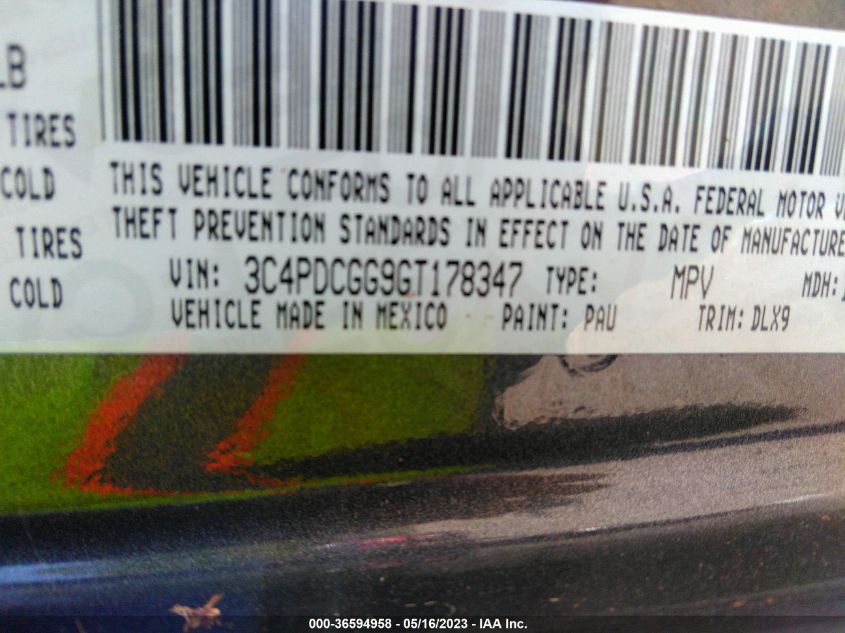 LB
TIRES
COLD
TIRES
COLD
THIS VEHICLE CONFORMS TO ALL APPLICABLE U.S.A. FEDERAL MOTOR V
THEFT PREVENTION STANDARDS IN EFFECT ON THE DATE OF MANUFACTURE
VIN: 3C4PDCGG9GT178347 TYPE: MPV MDH:
VEHICLE MADE IN MEXICO PAINT: PAU TRIM: DLX9
000-36594958 - 05/16/2023 - IAA Inc.